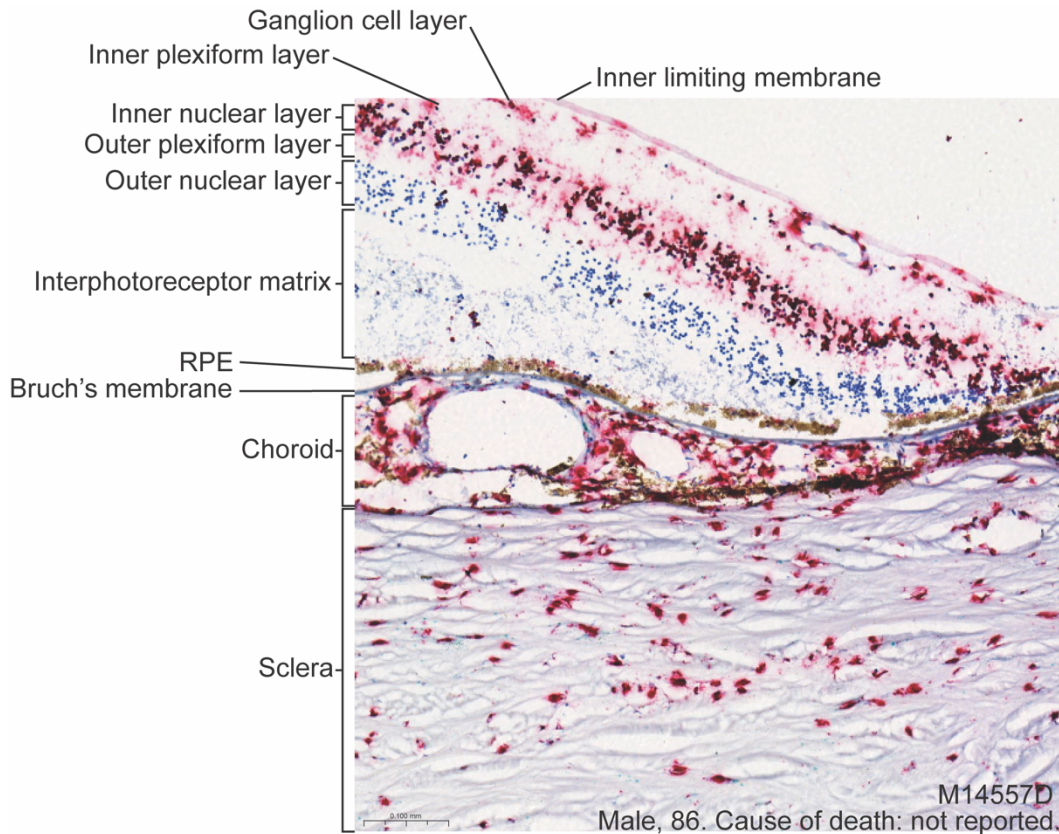 Ganglion cell layer
Inner plexiform layer
Inner limiting membrane
Inner nuclear layer
Outer plexiform layer
Outer nuclear layer
Interphotoreceptor matrix
RPE
Bruch's membrane
Choroid
Sclera
0.100 mm
M14557D
Male, 86. Cause of death: not reported